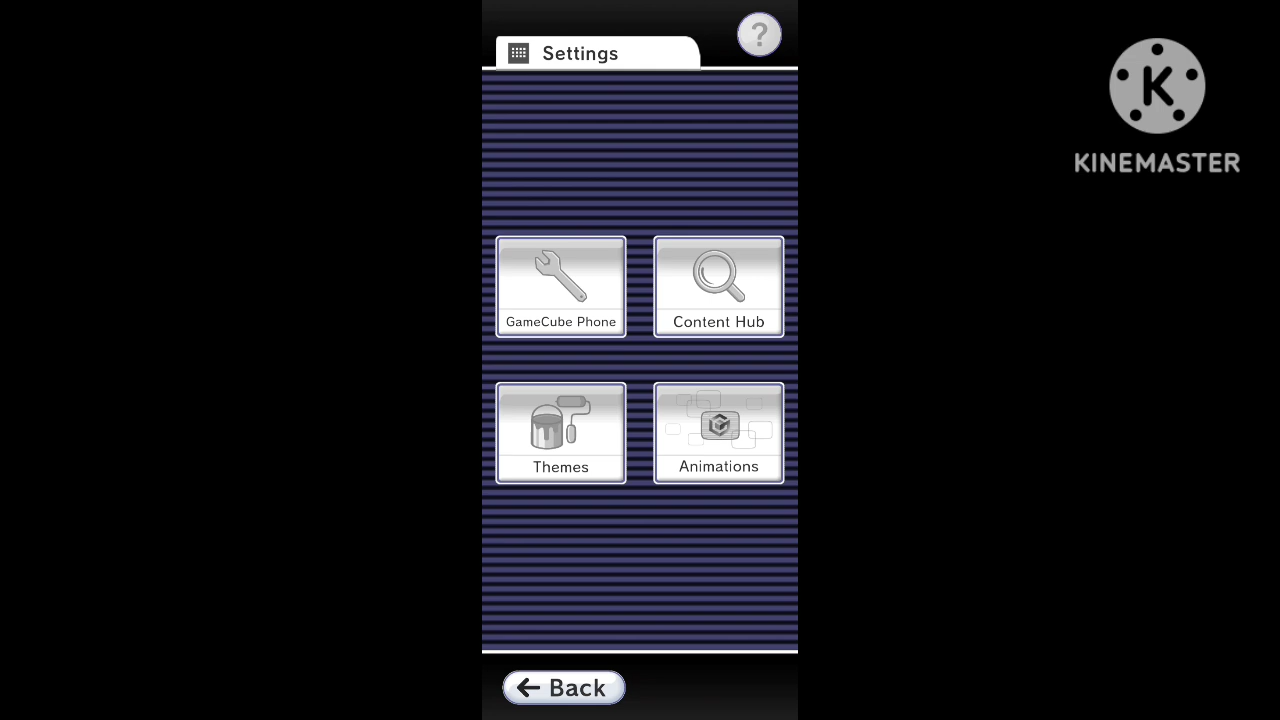 Settings
?
K
KINEMASTER
GameCube Phone
Content Hub
Themes
Animations
← Back